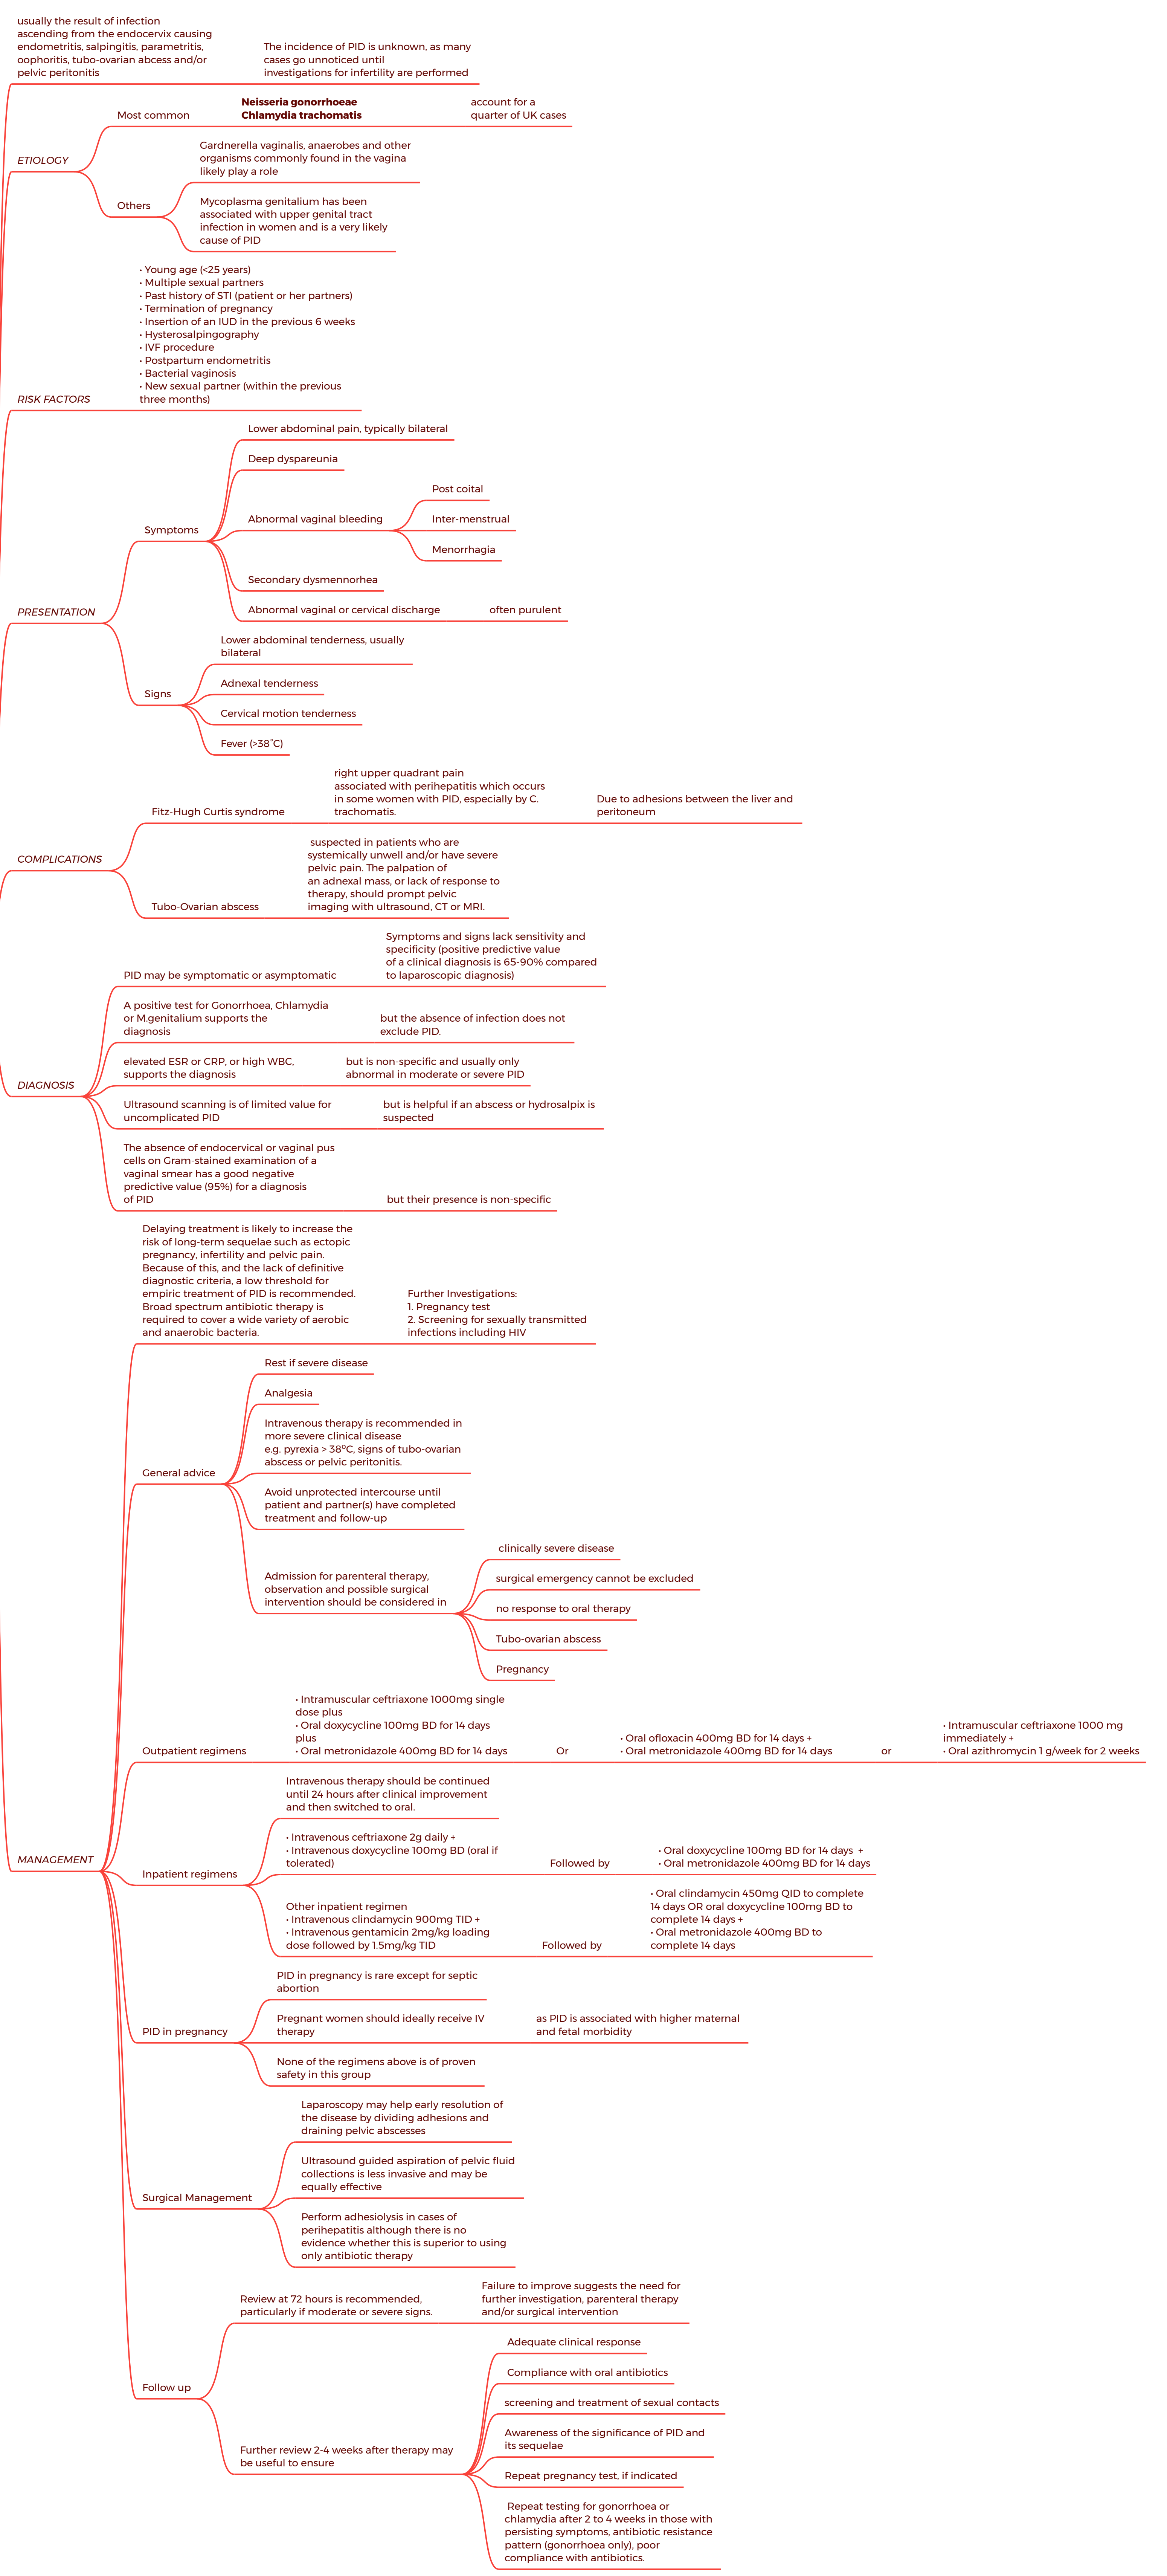 usually the result of infection
ascending from the endocervix causing
endometritis, salpingitis, parametritis,
oophoritis, tubo-ovarian abcess and/or
pelvic peritonitis
The incidence of PID is unknown, as many
cases go unnoticed until
investigations for infertility are performed
ETIOLOGY
Most common
Neisseria gonorrhoeae
Chlamydia trachomatis
account for a
quarter of UK cases
Others
Gardnerella vaginalis, anaerobes and other
organisms commonly found in the vagina
likely play a role
Mycoplasma genitalium has been
associated with upper genital tract
infection in women and is a very likely
cause of PID
RISK FACTORS
• Young age (<25 years)
• Multiple sexual partners
• Past history of STI (patient or her partners)
• Termination of pregnancy
• Insertion of an IUD in the previous 6 weeks
• Hysterosalpingography
• IVF procedure
• Postpartum endometritis
• Bacterial vaginosis
• New sexual partner (within the previous
three months)
PRESENTATION
Symptoms
Lower abdominal pain, typically bilateral
Deep dyspareunia
Abnormal vaginal bleeding
Post coital
Inter-menstrual
Menorrhagia
Secondary dysmennorhea
Abnormal vaginal or cervical discharge
often purulent
Signs
Lower abdominal tenderness, usually
bilateral
Adnexal tenderness
Cervical motion tenderness
Fever (>38°C)
COMPLICATIONS
Fitz-Hugh Curtis syndrome
right upper quadrant pain
associated with perihepatitis which occurs
in some women with PID, especially by C.
trachomatis.
Due to adhesions between the liver and
peritoneum
Tubo-Ovarian abscess
suspected in patients who are
systemically unwell and/or have severe
pelvic pain. The palpation of
an adnexal mass, or lack of response to
therapy, should prompt pelvic
imaging with ultrasound, CT or MRI.
DIAGNOSIS
PID may be symptomatic or asymptomatic
Symptoms and signs lack sensitivity and
specificity (positive predictive value
of a clinical diagnosis is 65-90% compared
to laparoscopic diagnosis)
A positive test for Gonorrhoea, Chlamydia
or M.genitalium supports the
diagnosis
but the absence of infection does not
exclude PID.
elevated ESR or CRP, or high WBC,
supports the diagnosis
but is non-specific and usually only
abnormal in moderate or severe PID
Ultrasound scanning is of limited value for
uncomplicated PID
but is helpful if an abscess or hydrosalpix is
suspected
The absence of endocervical or vaginal pus
cells on Gram-stained examination of a
vaginal smear has a good negative
predictive value (95%) for a diagnosis
of PID
but their presence is non-specific
MANAGEMENT
Delaying treatment is likely to increase the
risk of long-term sequelae such as ectopic
pregnancy, infertility and pelvic pain.
Because of this, and the lack of definitive
diagnostic criteria, a low threshold for
empiric treatment of PID is recommended.
Broad spectrum antibiotic therapy is
required to cover a wide variety of aerobic
and anaerobic bacteria.
Further Investigations:
1. Pregnancy test
2. Screening for sexually transmitted
infections including HIV
General advice
Rest if severe disease
Analgesia
Intravenous therapy is recommended in
more severe clinical disease
e.g. pyrexia > 38⁰C, signs of tubo-ovarian
abscess or pelvic peritonitis.
Avoid unprotected intercourse until
patient and partner(s) have completed
treatment and follow-up
Admission for parenteral therapy,
observation and possible surgical
intervention should be considered in
clinically severe disease
surgical emergency cannot be excluded
no response to oral therapy
Tubo-ovarian abscess
Pregnancy
Outpatient regimens
• Intramuscular ceftriaxone 1000mg single
dose plus
• Oral doxycycline 100mg BD for 14 days
plus
• Oral metronidazole 400mg BD for 14 days
Or
• Oral ofloxacin 400mg BD for 14 days +
• Oral metronidazole 400mg BD for 14 days
or
• Intramuscular ceftriaxone 1000 mg
immediately +
• Oral azithromycin 1 g/week for 2 weeks
Inpatient regimens
Intravenous therapy should be continued
until 24 hours after clinical improvement
and then switched to oral.
• Intravenous ceftriaxone 2g daily +
• Intravenous doxycycline 100mg BD (oral if
tolerated)
Followed by
• Oral doxycycline 100mg BD for 14 days +
• Oral metronidazole 400mg BD for 14 days
Other inpatient regimen
• Intravenous clindamycin 900mg TID +
• Intravenous gentamicin 2mg/kg loading
dose followed by 1.5mg/kg TID
Followed by
• Oral clindamycin 450mg QID to complete
14 days OR oral doxycycline 100mg BD to
complete 14 days +
• Oral metronidazole 400mg BD to
complete 14 days
PID in pregnancy
PID in pregnancy is rare except for septic
abortion
Pregnant women should ideally receive IV
therapy
as PID is associated with higher maternal
and fetal morbidity
None of the regimens above is of proven
safety in this group
Surgical Management
Laparoscopy may help early resolution of
the disease by dividing adhesions and
draining pelvic abscesses
Ultrasound guided aspiration of pelvic fluid
collections is less invasive and may be
equally effective
Perform adhesiolysis in cases of
perihepatitis although there is no
evidence whether this is superior to using
only antibiotic therapy
Follow up
Review at 72 hours is recommended,
particularly if moderate or severe signs.
Failure to improve suggests the need for
further investigation, parenteral therapy
and/or surgical intervention
Further review 2-4 weeks after therapy may
be useful to ensure
Adequate clinical response
Compliance with oral antibiotics
screening and treatment of sexual contacts
Awareness of the significance of PID and
its sequelae
Repeat pregnancy test, if indicated
Repeat testing for gonorrhoea or
chlamydia after 2 to 4 weeks in those with
persisting symptoms, antibiotic resistance
pattern (gonorrhoea only), poor
compliance with antibiotics.